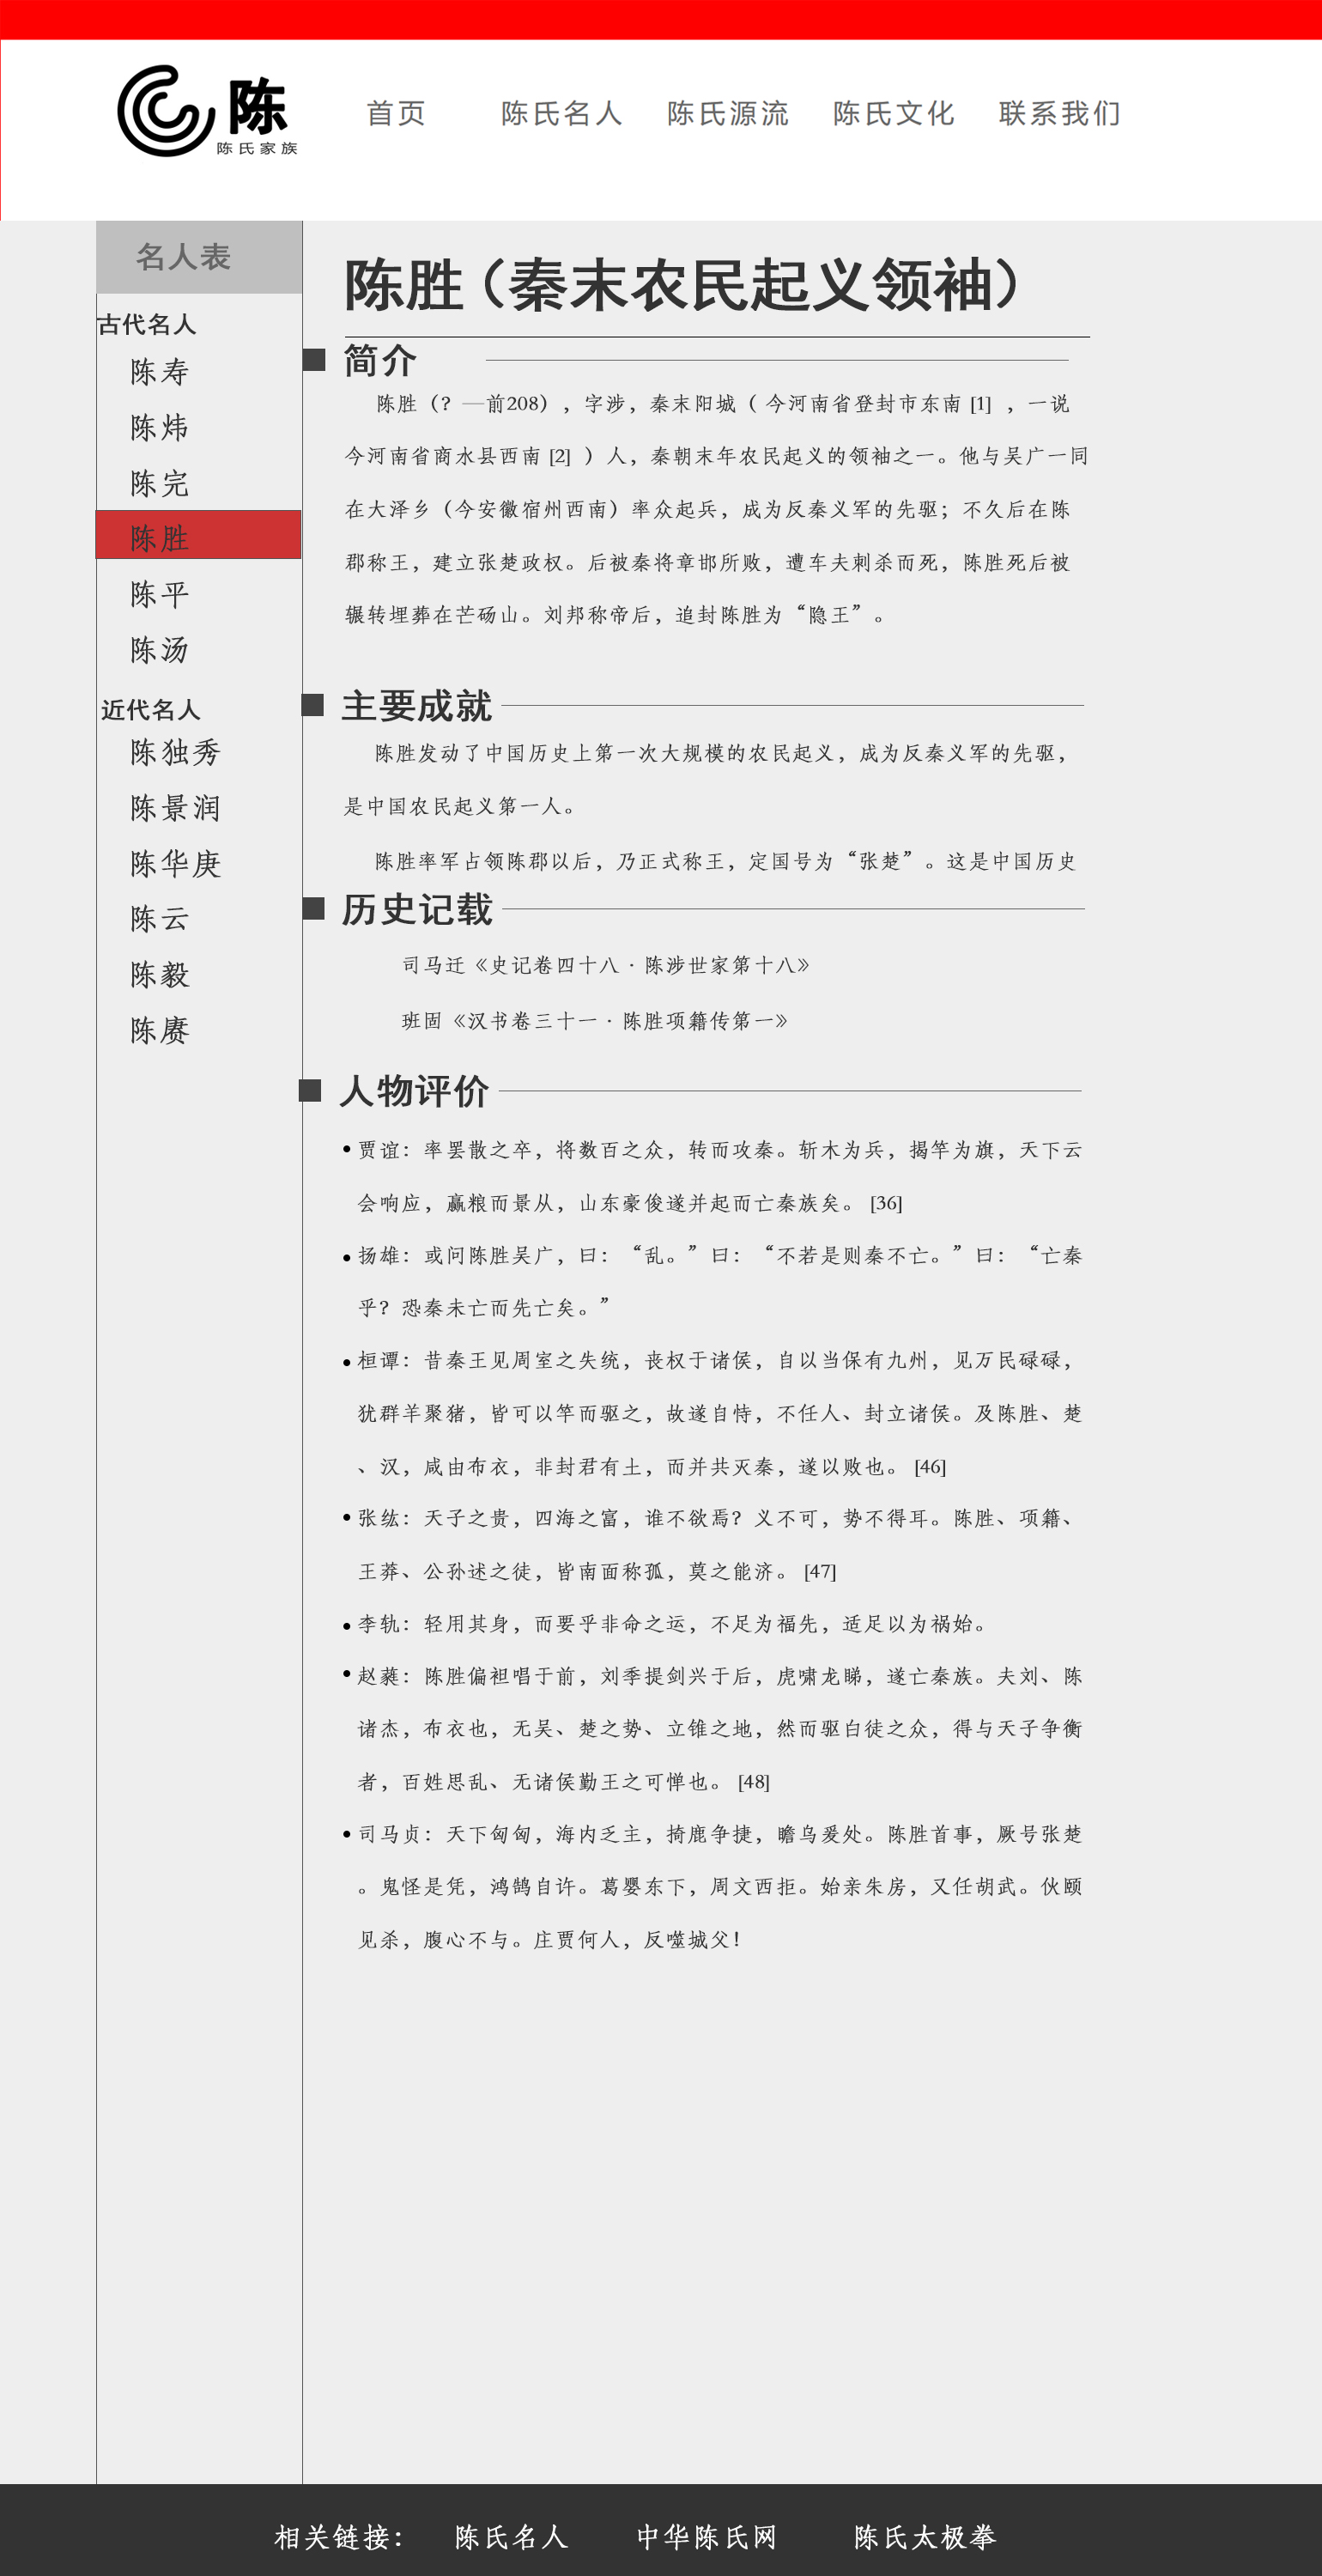 陈
陈氏家族
首页 陈氏名人 陈氏源流 陈氏文化 联系我们
名人表
古代名人
陈寿
陈炜
陈完
陈胜
陈平
陈汤
近代名人
陈独秀
陈景润
陈华庚
陈云
陈毅
陈赓
陈胜（秦末农民起义领袖）
简介
陈胜（？—前208），字涉，秦末阳城（ 今河南省登封市东南 [1] ，一说
今河南省商水县西南 [2] ）人，秦朝末年农民起义的领袖之一。他与吴广一同
在大泽乡（今安徽宿州西南）率众起兵，成为反秦义军的先驱；不久后在陈
郡称王，建立张楚政权。后被秦将章邯所败，遭车夫刺杀而死，陈胜死后被
辗转埋葬在芒砀山。刘邦称帝后，追封陈胜为“隐王”。
主要成就
陈胜发动了中国历史上第一次大规模的农民起义，成为反秦义军的先驱，
是中国农民起义第一人。
陈胜率军占领陈郡以后，乃正式称王，定国号为“张楚”。这是中国历史
历史记载
司马迁《史记卷四十八·陈涉世家第十八》
班固《汉书卷三十一·陈胜项籍传第一》
人物评价
贾谊：率罢散之卒，将数百之众，转而攻秦。斩木为兵，揭竿为旗，天下云
会响应，赢粮而景从，山东豪俊遂并起而亡秦族矣。 [36]
扬雄：或问陈胜吴广，曰：“乱。”曰：“不若是则秦不亡。”曰：“亡秦
乎？恐秦未亡而先亡矣。”
桓谭：昔秦王见周室之失统，丧权于诸侯，自以当保有九州，见万民碌碌，
犹群羊聚猪，皆可以竿而驱之，故遂自恃，不任人、封立诸侯。及陈胜、楚
、汉，咸由布衣，非封君有土，而并共灭秦，遂以败也。 [46]
张纮：天子之贵，四海之富，谁不欲焉？义不可，势不得耳。陈胜、项籍、
王莽、公孙述之徒，皆南面称孤，莫之能济。 [47]
李轨：轻用其身，而要乎非命之运，不足为福先，适足以为祸始。
赵蕤：陈胜偏袒唱于前，刘季提剑兴于后，虎啸龙睇，遂亡秦族。夫刘、陈
诸杰，布衣也，无吴、楚之势、立锥之地，然而驱白徒之众，得与天子争衡
者，百姓思乱、无诸侯勤王之可惮也。 [48]
司马贞：天下匈匈，海内乏主，掎鹿争捷，瞻乌爰处。陈胜首事，厥号张楚
。鬼怪是凭，鸿鹄自许。葛婴东下，周文西拒。始亲朱房，又任胡武。伙颐
见杀，腹心不与。庄贾何人，反噬城父！
相关链接： 陈氏名人 中华陈氏网 陈氏太极拳